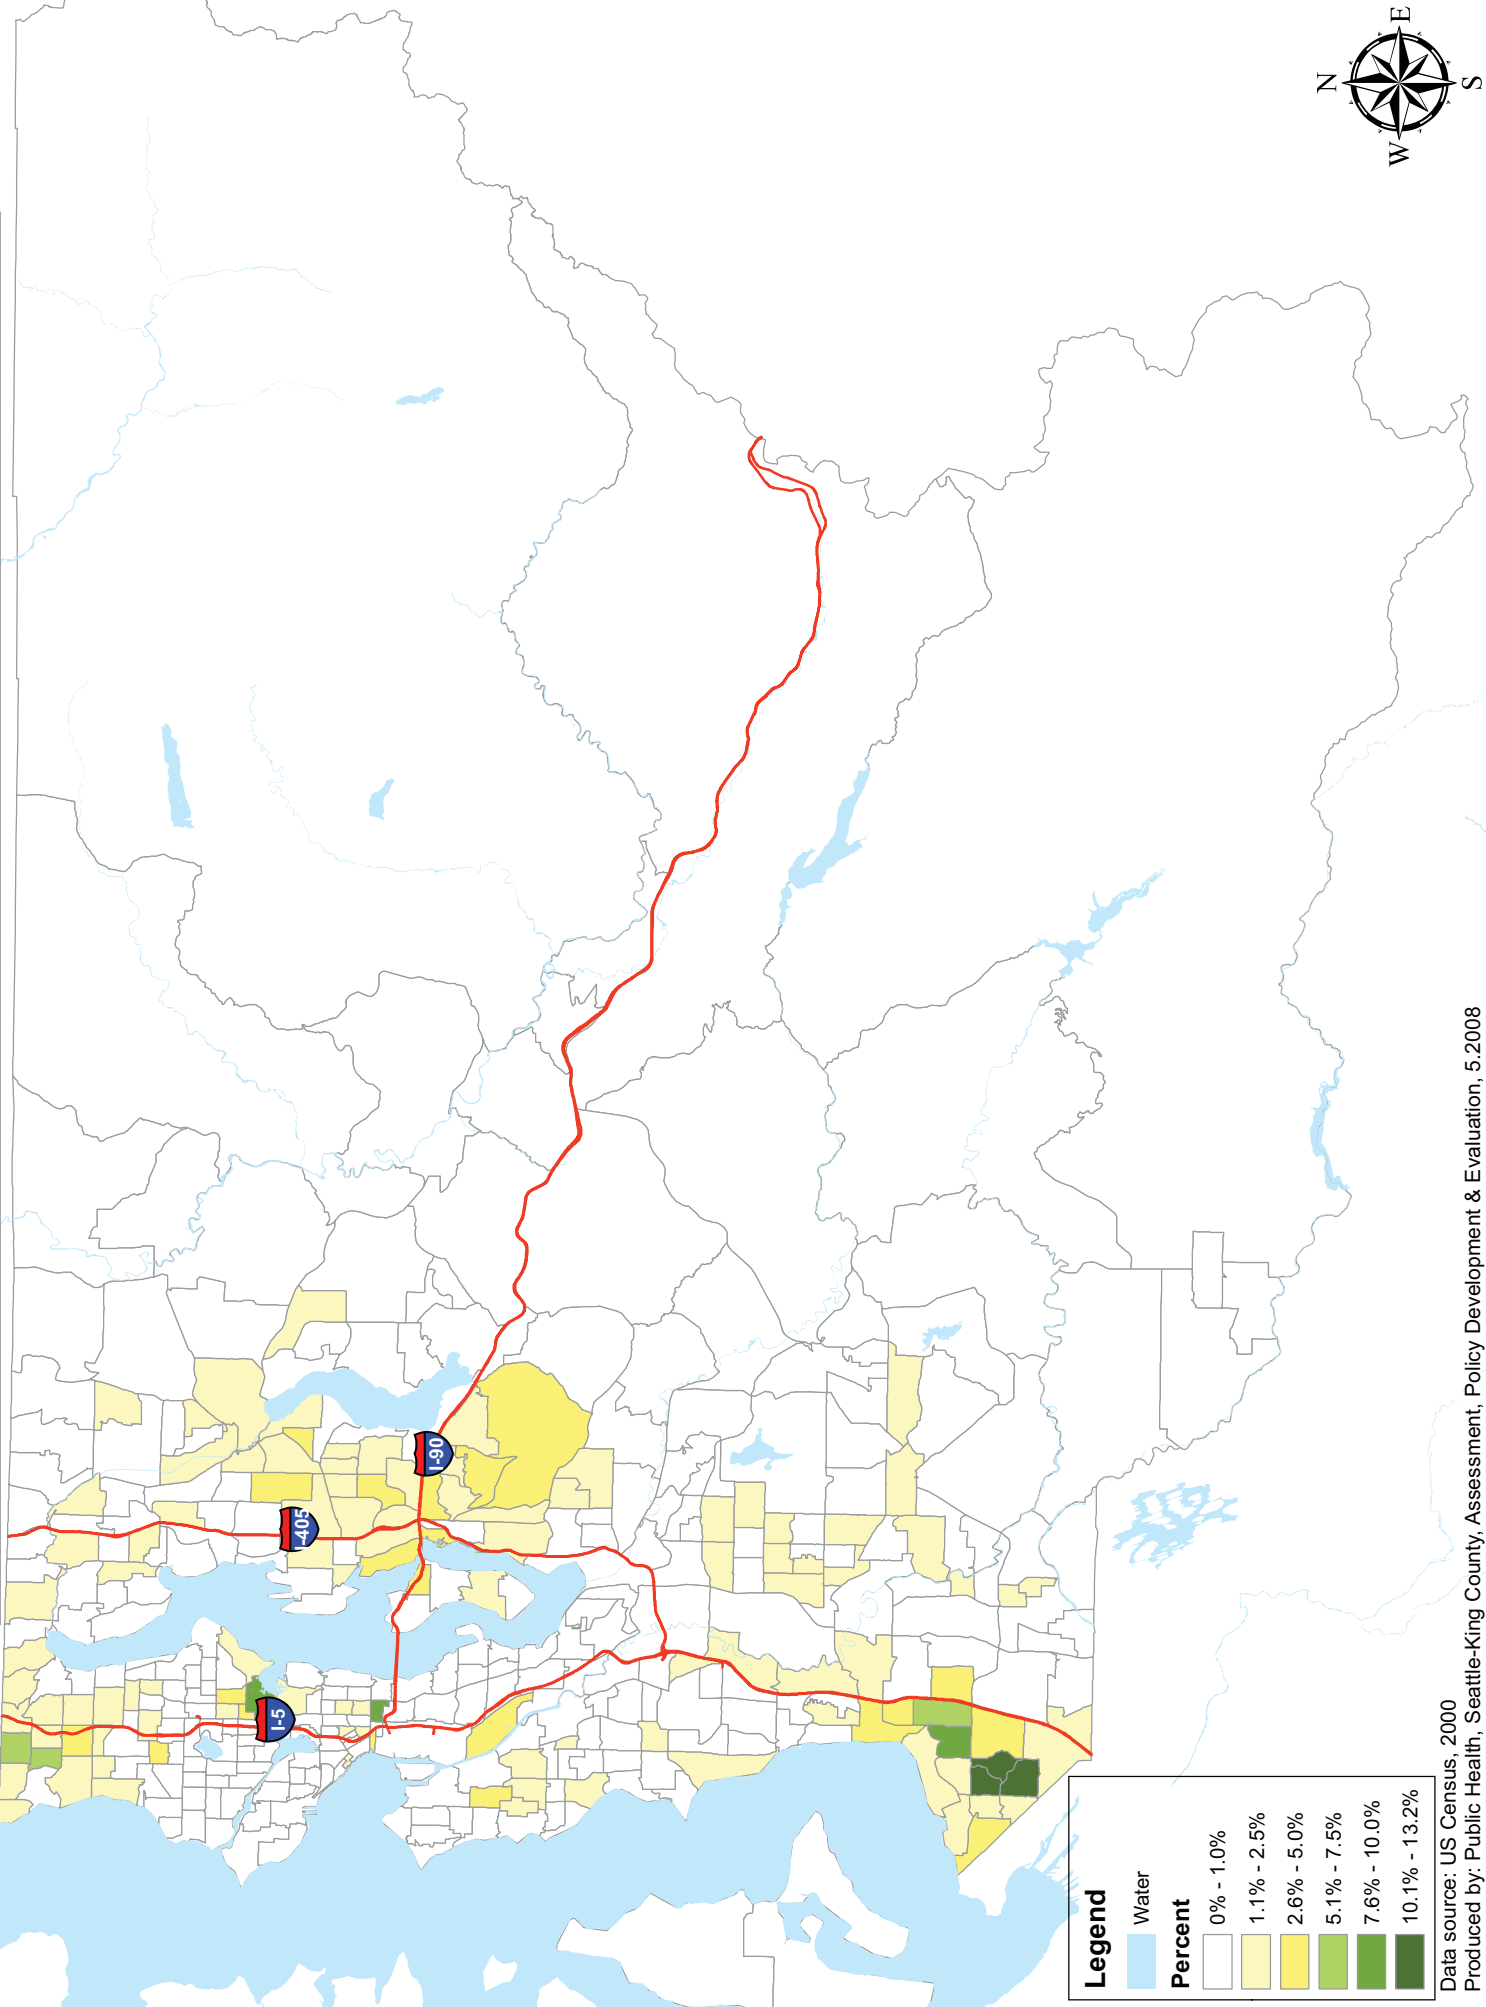 N
E
W
S
I-5
I-405
I-90
Legend
Water
Percent
0% - 1.0%
1.1% - 2.5%
2.6% - 5.0%
5.1% - 7.5%
7.6% - 10.0%
10.1% - 13.2%
Data source: US Census, 2000
Produced by: Public Health, Seattle-King County, Assessment, Policy Development & Evaluation, 5.2008